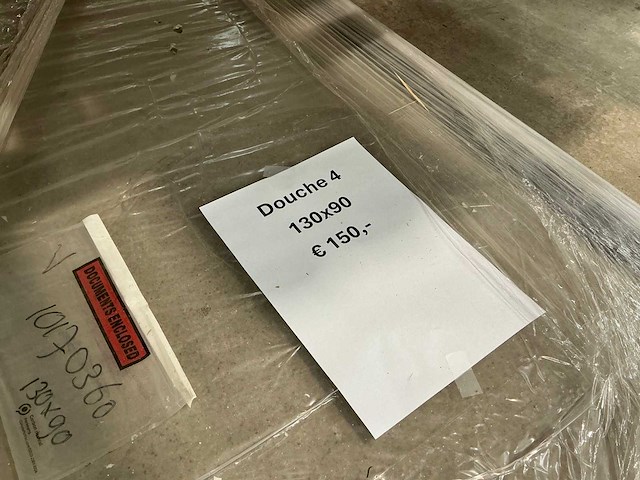 Douche 4
130x90
€ 150,-
DOCUMENTS ENCLOSED
10170360
130x90